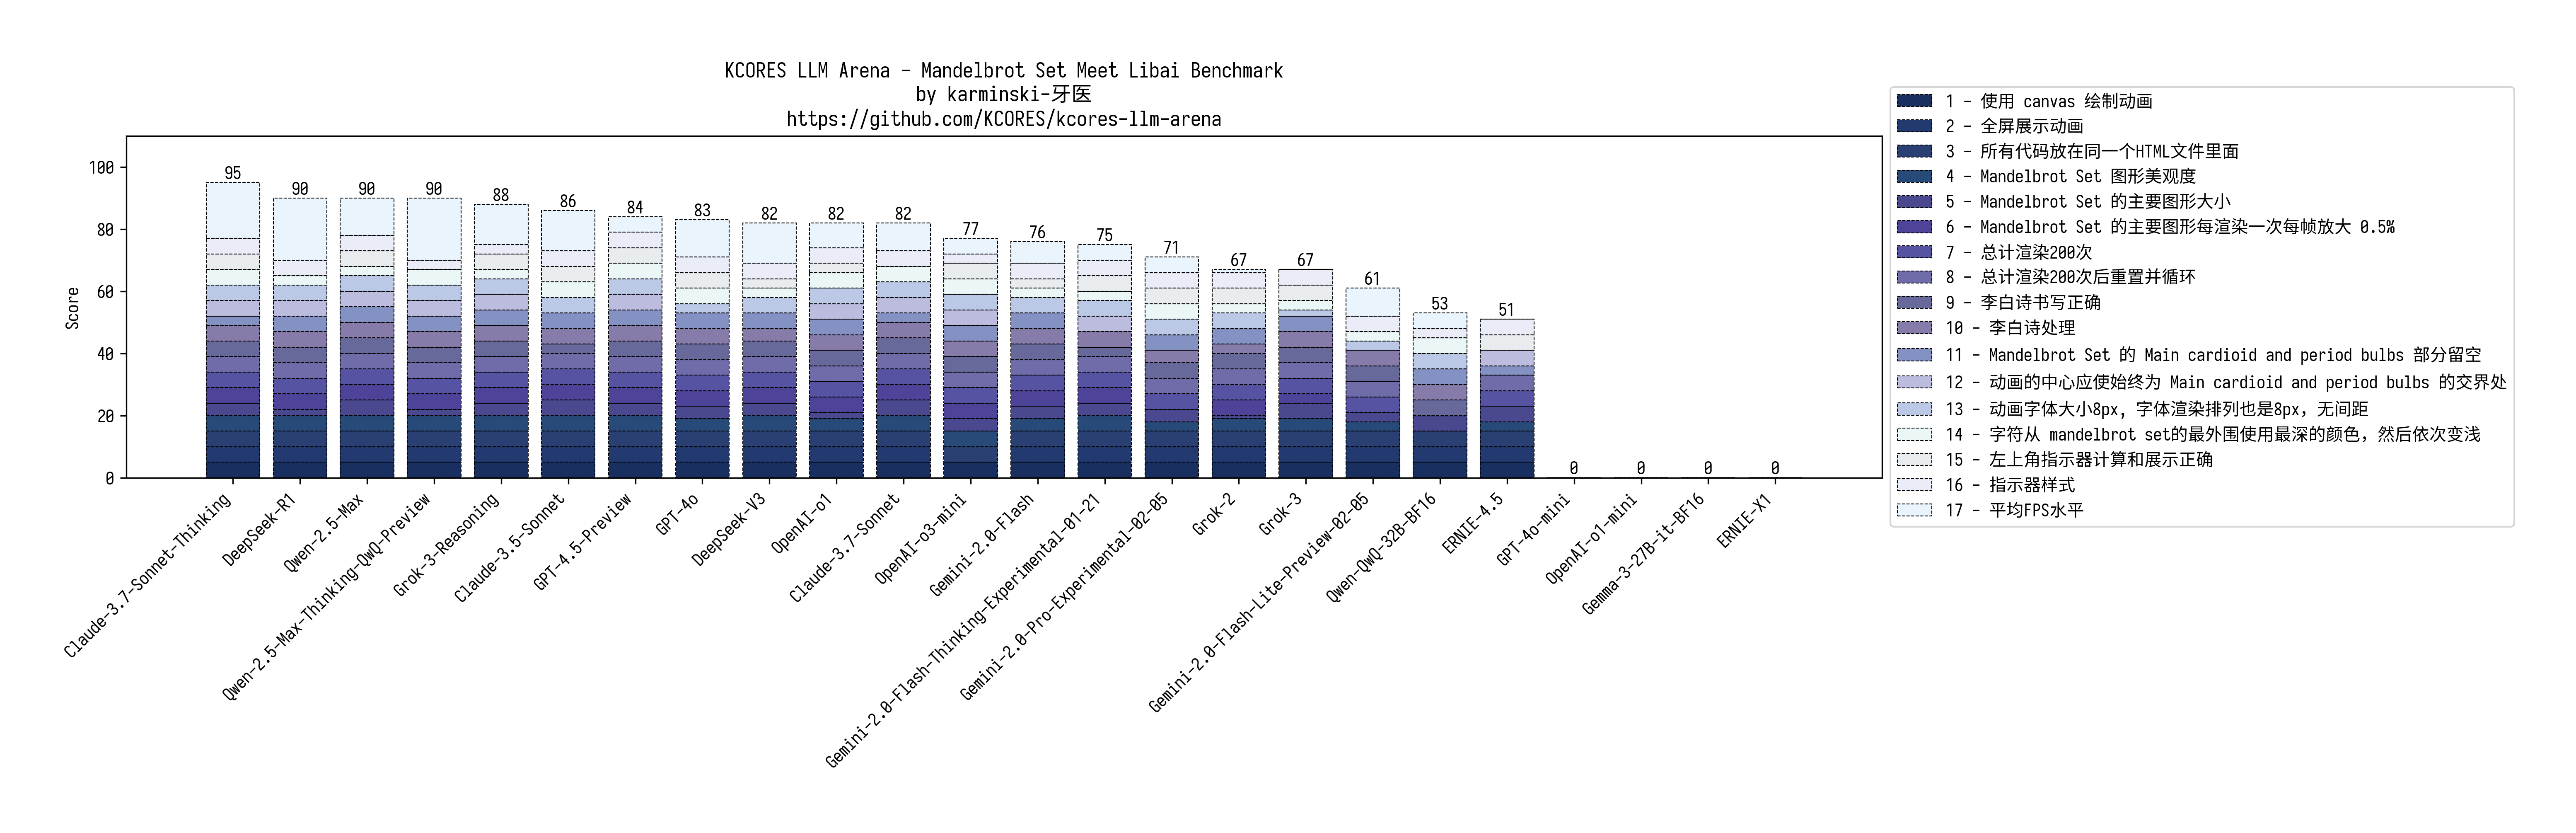 KCORES LLM Arena - Mandelbrot Set Meet Libai Benchmark
by karminski-牙医
https://github.com/KCORES/kcores-llm-arena
Score
100
80
60
40
20
0
95
90
90
90
88
86
84
83
82
82
82
77
76
75
71
67
67
61
53
51
0
0
0
0
Claude-3.7-Sonnet-Thinking
DeepSeek-R1
Qwen-2.5-Max
Qwen-2.5-Max-Thinking-QwQ-Preview
Grok-3-Reasoning
Claude-3.5-Sonnet
GPT-4.5-Preview
GPT-4o
DeepSeek-V3
OpenAI-o1
Claude-3.7-Sonnet
OpenAI-o3-mini
Gemini-2.0-Flash
Gemini-2.0-Flash-Thinking-Experimental-01-21
Gemini-2.0-Pro-Experimental-02-05
Grok-2
Grok-3
Gemini-2.0-Flash-Lite-Preview-02-05
Qwen-QwQ-32B-BF16
ERNIE-4.5
GPT-4o-mini
OpenAI-o1-mini
Gemma-3-27B-it-BF16
ERNIE-X1
1 - 使用 canvas 绘制动画
2 - 全屏展示动画
3 - 所有代码放在同一个HTML文件里面
4 - Mandelbrot Set 图形美观度
5 - Mandelbrot Set 的主要图形大小
6 - Mandelbrot Set 的主要图形每渲染一次每帧放大 0.5%
7 - 总计渲染200次
8 - 总计渲染200次后重置并循环
9 - 李白诗书写正确
10 - 李白诗处理
11 - Mandelbrot Set 的 Main cardioid and period bulbs 部分留空
12 - 动画的中心应使始终为 Main cardioid and period bulbs 的交界处
13 - 动画字体大小8px, 字体渲染排列也是8px，无间距
14 - 字符从 mandelbrot set的最外围使用最深的颜色，然后依次变浅
15 - 左上角指示器计算和展示正确
16 - 指示器样式
17 - 平均FPS水平